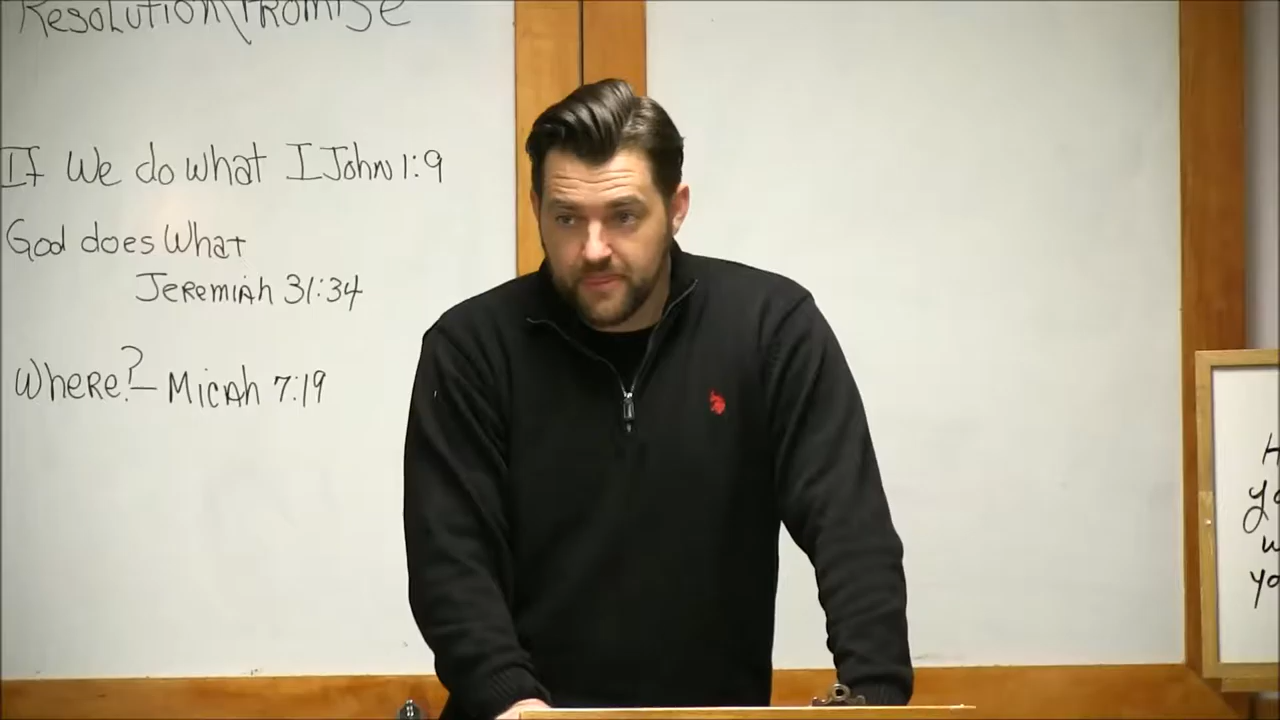 Resolution\Promise
If We do what I John 1:9
God does What
Jeremiah 31:34
Where? - Micah 7:19